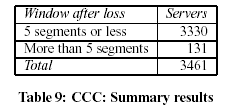 Window after loss Servers
5 segments or less 3330
More than 5 segments 131
Total 3461
Table 9: CCC: Summary results